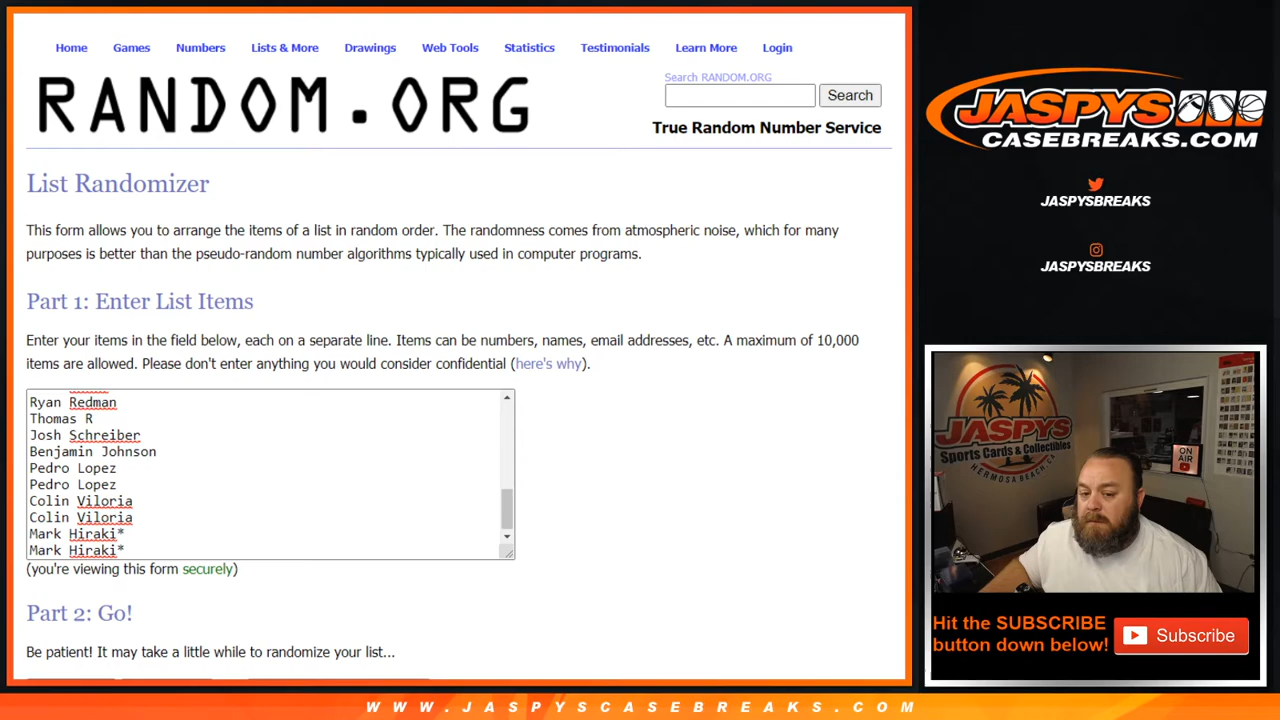 Home Games Numbers Lists & More Drawings Web Tools Statistics Testimonials Learn More Login
RANDOM.ORG
Search RANDOM.ORG
Search
True Random Number Service
List Randomizer
This form allows you to arrange the items of a list in random order. The randomness comes from atmospheric noise, which for many
purposes is better than the pseudo-random number algorithms typically used in computer programs.
Part 1: Enter List Items
Enter your items in the field below, each on a separate line. Items can be numbers, names, email addresses, etc. A maximum of 10,000
items are allowed. Please don't enter anything you would consider confidential (here's why).
Ryan Redman
Thomas R
Josh Schreiber
Benjamin Johnson
Pedro Lopez
Pedro Lopez
Colin Viloria
Colin Viloria
Mark Hiraki*
Mark Hiraki*
(you're viewing this form securely)
Part 2: Go!
Be patient! It may take a little while to randomize your list...
JASPYS
CASEBREAKS.COM
JASPYSBREAKS
JASPYSBREAKS
JASPYS
Sports Cards & Collectibles
HERMOSA BEACH, CA
ON
AIR
Hit the SUBSCRIBE
button down below!
Subscribe
WWW.JASPYSCASEBREAKS.COM